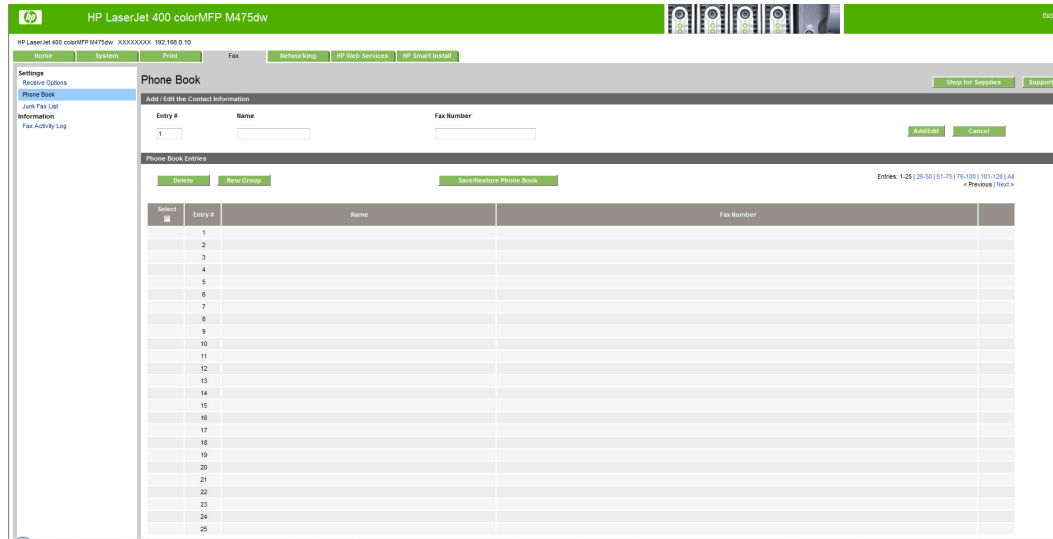 hp
HP LaserJet 400 colorMFP M475dw
HP LaserJet 400 colorMFP M475dw XXXXXXXX 192.168.0.10
Home System Print Fax Networking HP Web Services HP Smart Install
Settings
Receive Options
Phone Book
Junk Fax List
Information
Fax Activity Log
Phone Book
Shop for Supplies Support
Add / Edit the Contact Information
Entry # Name Fax Number
1
Add/Edit Cancel
Phone Book Entries
Delete New Group Save/Restore Phone Book
Entries: 1-25 | 26-50 | 51-75 | 76-100 | 101-120 | All
< Previous | Next >
Select Entry # Name Fax Number
1
2
3
4
5
6
7
8
9
10
11
12
13
14
15
16
17
18
19
20
21
22
23
24
25